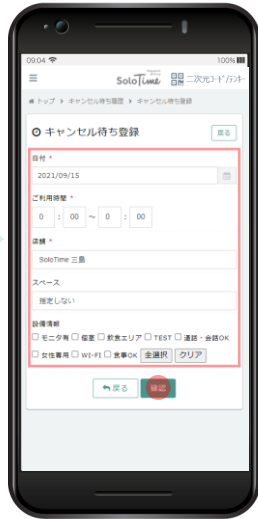 09:04 100%
SoloTime 二次元ｺｰﾄﾞ/ﾃﾝｷｰ
トップ キャンセル待ち履歴 キャンセル待ち登録
キャンセル待ち登録 戻る
日付 *
2021/09/15
ご利用時間 *
0 : 00 ～ 0 : 00
店舗 *
SoloTime 三島
スペース
指定しない
設備情報
モニタ有 個室 飲食エリア TEST 通話・会話OK
女性専用 WI-FI 食事OK 全選択 クリア
戻る 確認